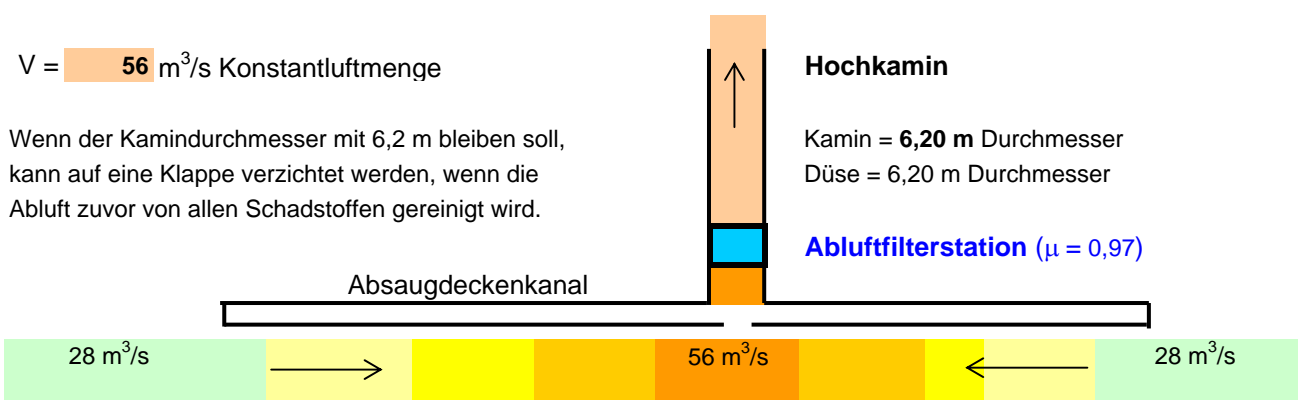 V = 56 m³/s Konstantluftmenge
Wenn der Kamindurchmesser mit 6,2 m bleiben soll,
kann auf eine Klappe verzichtet werden, wenn die
Abluft zuvor von allen Schadstoffen gereinigt wird.
Hochkamin
Kamin = 6,20 m Durchmesser
Düse = 6,20 m Durchmesser
Abluftfilterstation (μ = 0,97)
Absaugdeckenkanal
28 m³/s
56 m³/s
28 m³/s